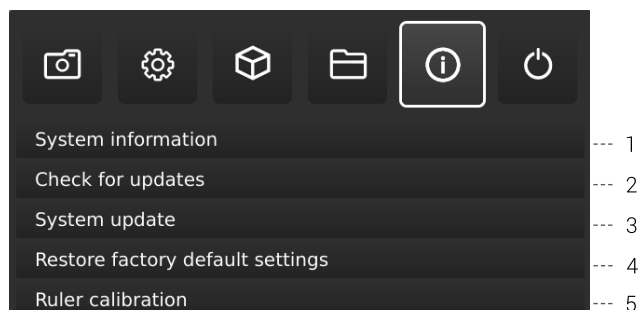 System information --- 1
Check for updates --- 2
System update --- 3
Restore factory default settings --- 4
Ruler calibration --- 5